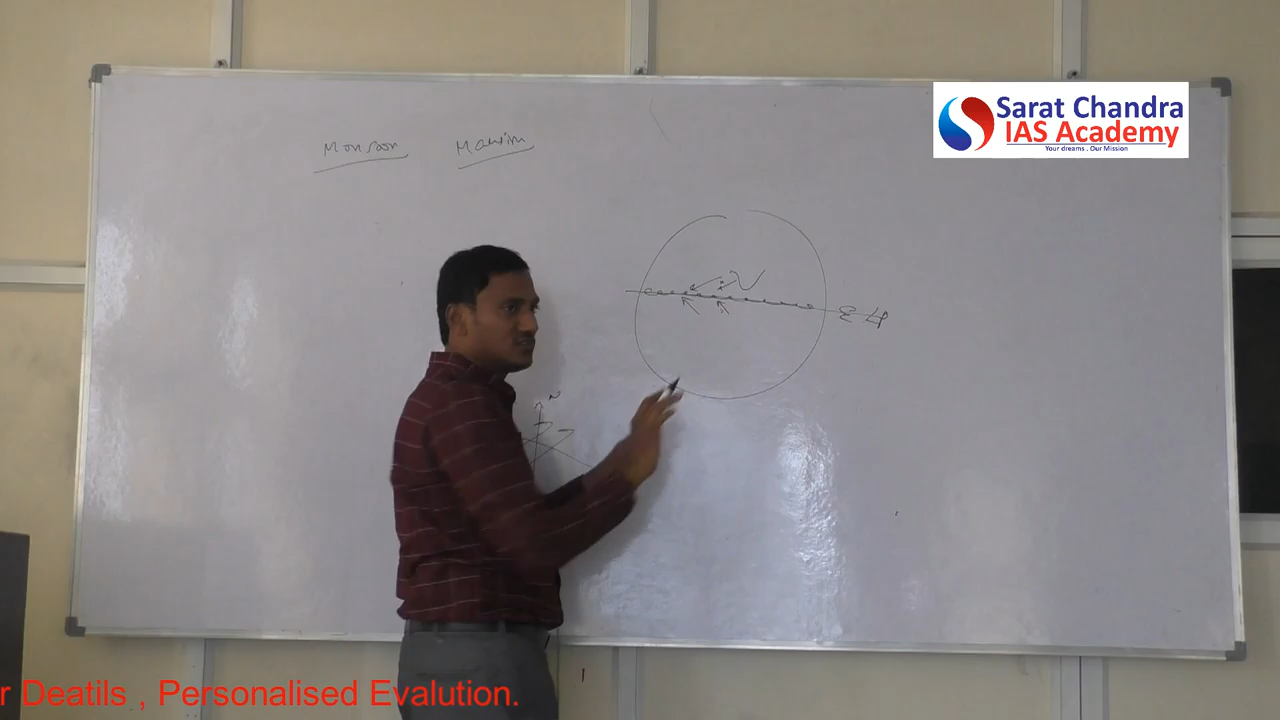 Sarat Chandra
IAS Academy
Your dreams . Our Mission
Monsoon
N
r Deatils , Personalised Evalution.